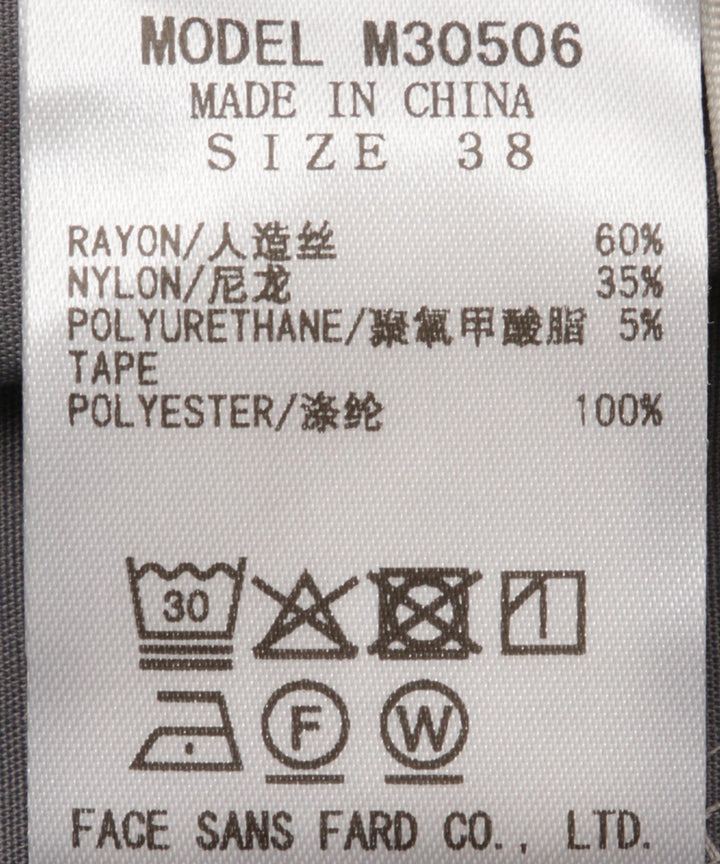 MODEL M30506
MADE IN CHINA
SIZE 38
RAYON/人造丝 60%
NYLON/尼龙 35%
POLYURETHANE/聚氨甲酸脂 5%
TAPE
POLYESTER/涤纶 100%
30
F W
FACE SANS FARD CO., LTD.